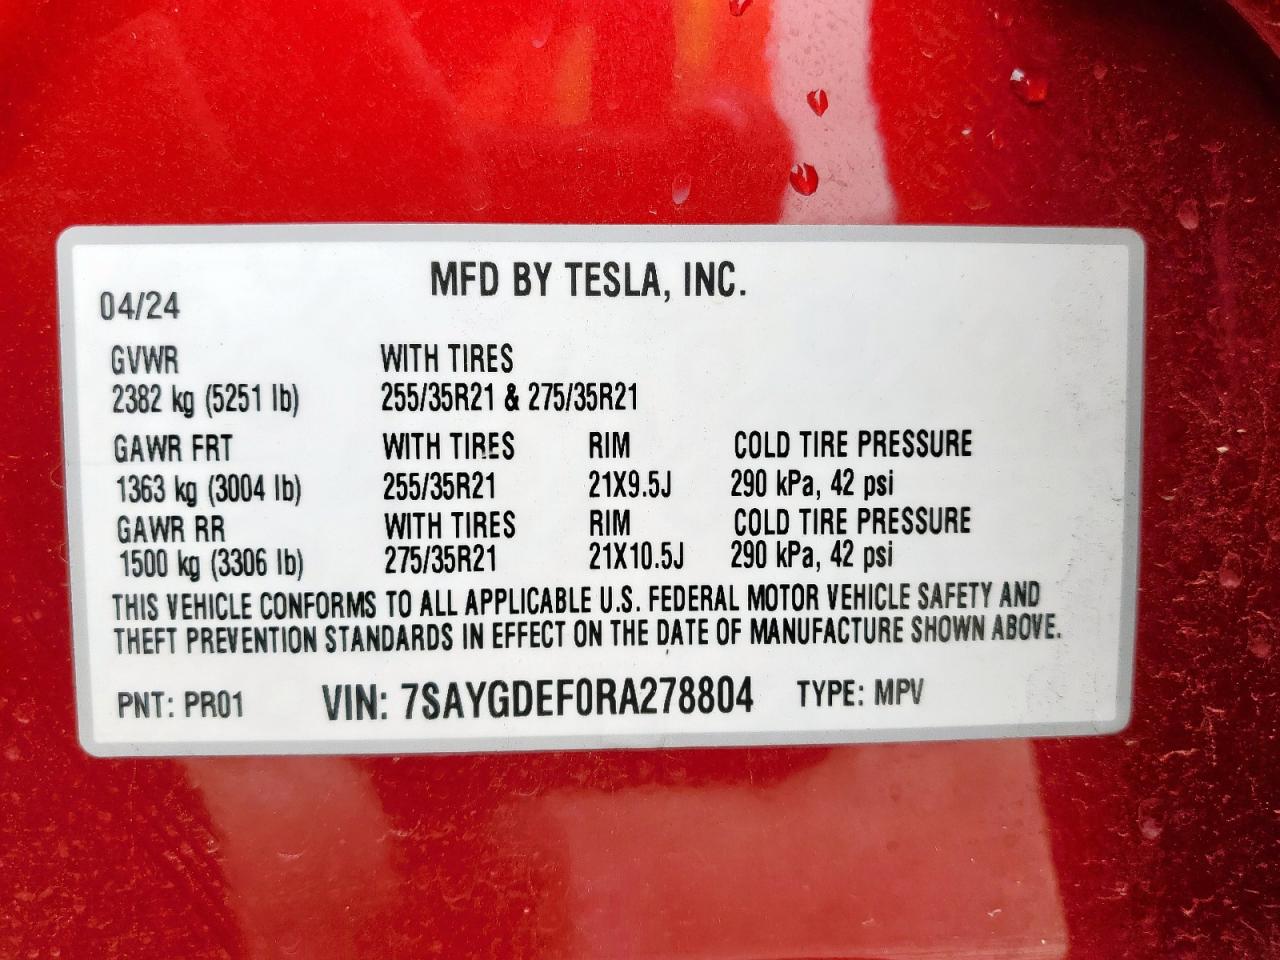 MFD BY TESLA, INC.
04/24
GVWR WITH TIRES
2382 kg (5251 lb) 255/35R21 & 275/35R21
GAWR FRT WITH TIRES RIM COLD TIRE PRESSURE
1363 kg (3004 lb) 255/35R21 21X9.5J 290 kPa, 42 psi
GAWR RR WITH TIRES RIM COLD TIRE PRESSURE
1500 kg (3306 lb) 275/35R21 21X10.5J 290 kPa, 42 psi
THIS VEHICLE CONFORMS TO ALL APPLICABLE U.S. FEDERAL MOTOR VEHICLE SAFETY AND
THEFT PREVENTION STANDARDS IN EFFECT ON THE DATE OF MANUFACTURE SHOWN ABOVE.
PNT: PR01 VIN: 7SAYGDEF0RA278804 TYPE: MPV